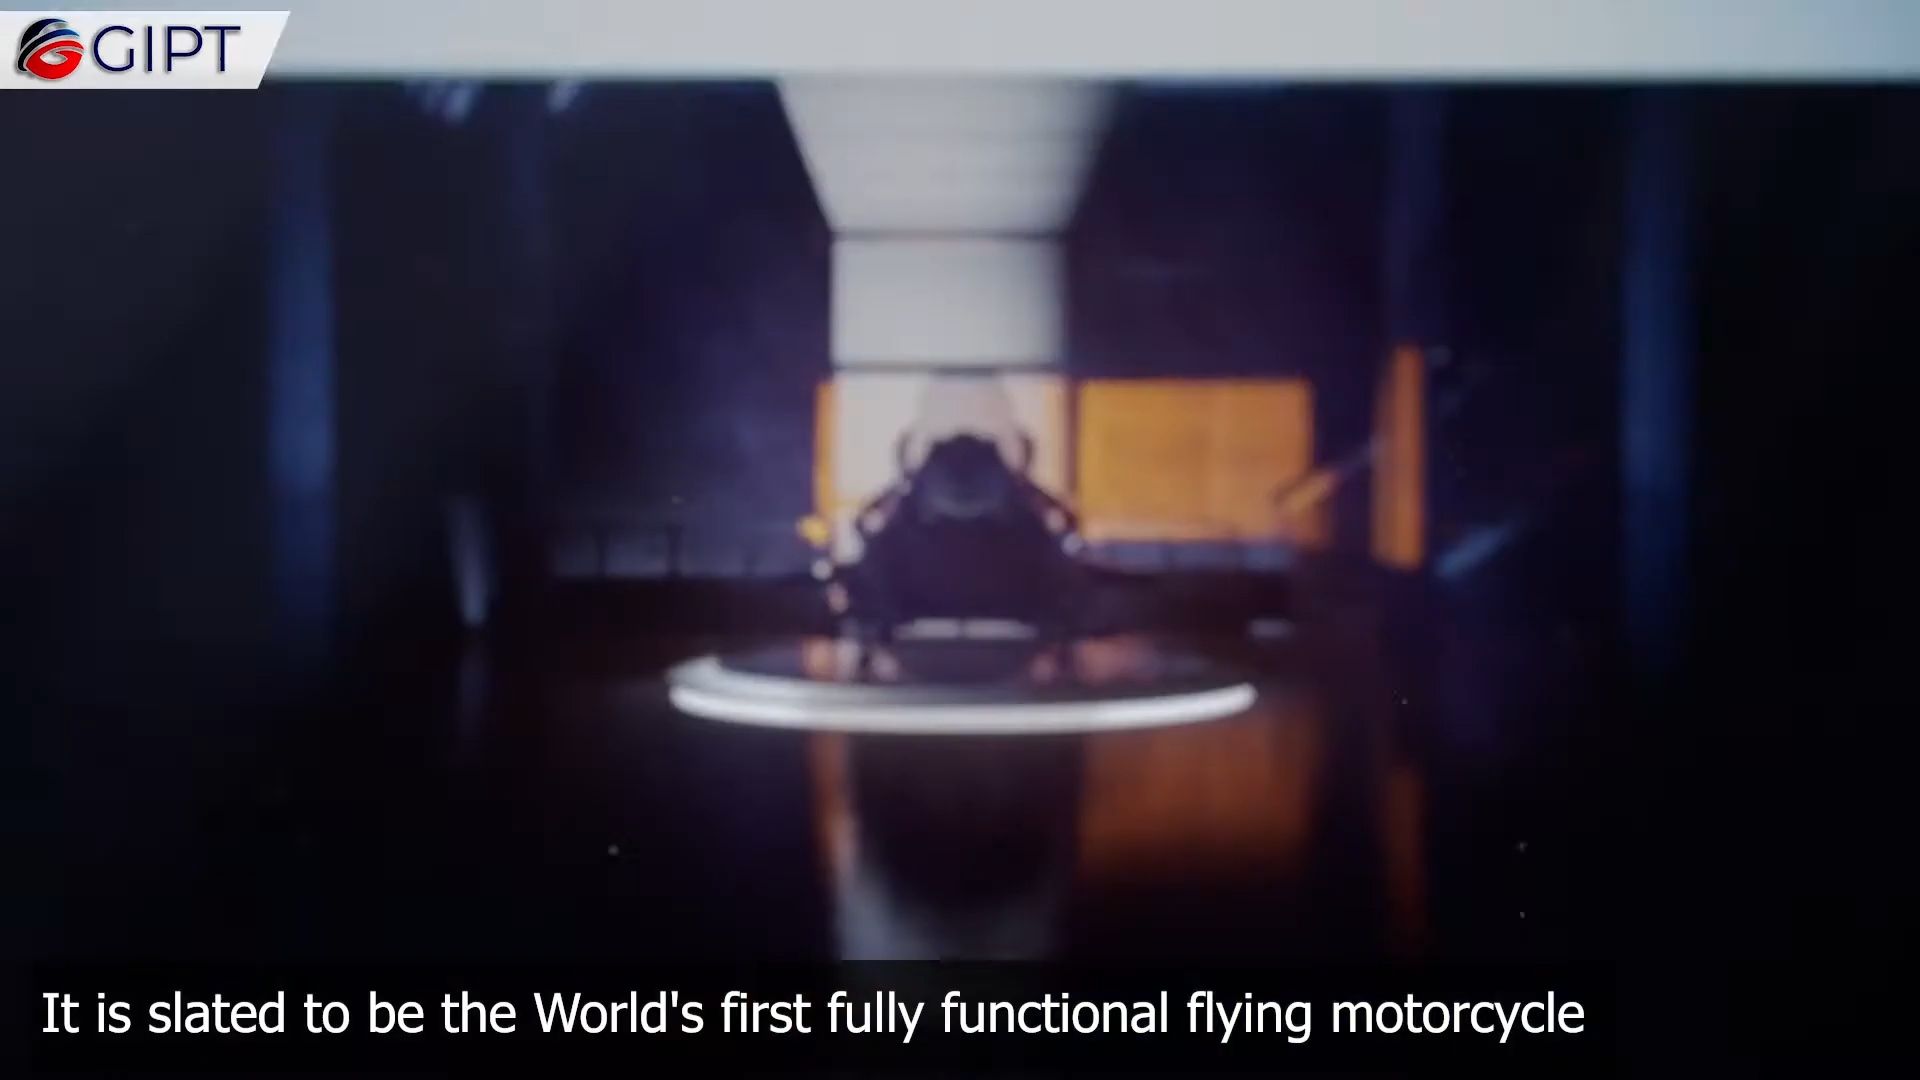 GIPT
It is slated to be the World's first fully functional flying motorcycle